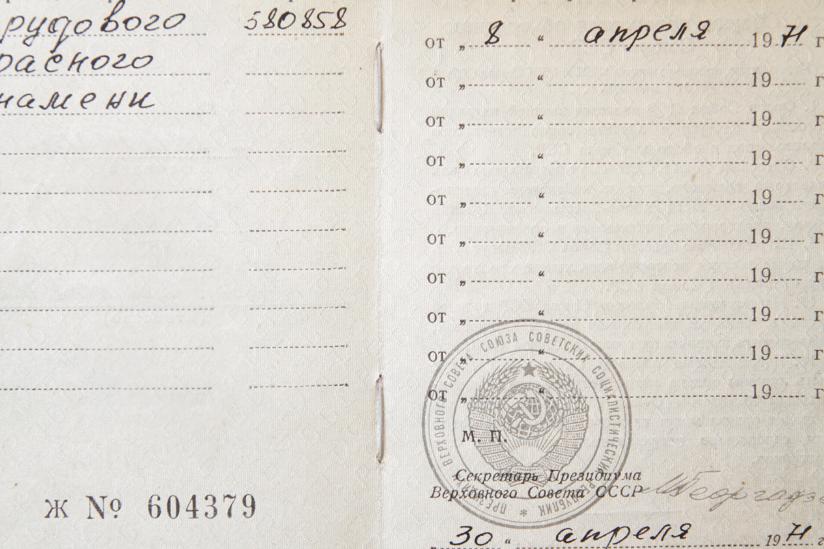 рудового 580858 от „ 8 “ апреля 1971 г
расного от „ “ 19 г
намени от „ “ 19 г
от „ “ 19 г
от „ “ 19 г
от „ “ 19 г
от „ “ 19 г
от „ “ 19 г
от „ “ 19 г
от „ “ 19 г
ПРЕЗИДИУМ ВЕРХОВНОГО СОВЕТА СОЮЗА СОВЕТСКИХ СОЦИАЛИСТИЧЕСКИХ РЕСПУБЛИК
М. П.
Секретарь Президиума
Верховного Совета СССР МГеоргадзе
Ж № 604379
30 “ апреля 1971 г